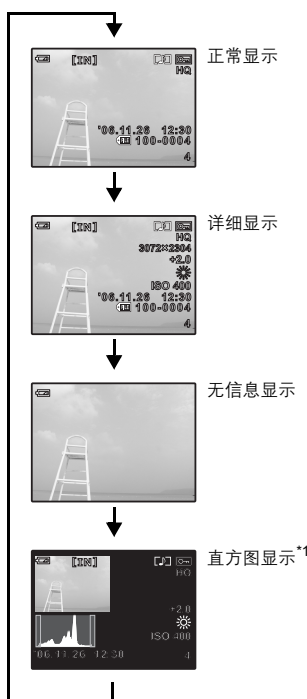 [IN]
HQ
'06.11.26 12:30
100-0004
4
正常显示
[IN]
HQ
3072×2304
+2.0
ISO 400
'06.11.26 12:30
100-0004
4
详细显示
无信息显示
[IN]
HQ
+2.0
ISO 400
'06.11.26 12:30
4
直方图显示*1